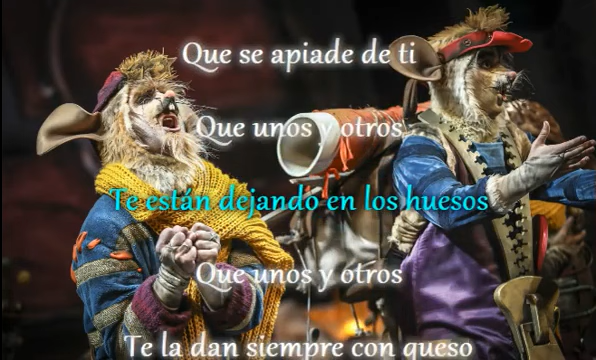 Que se apiade de ti
Que unos y otros
Te están dejando en los huesos
Que unos y otros
Te la dan siempre con queso